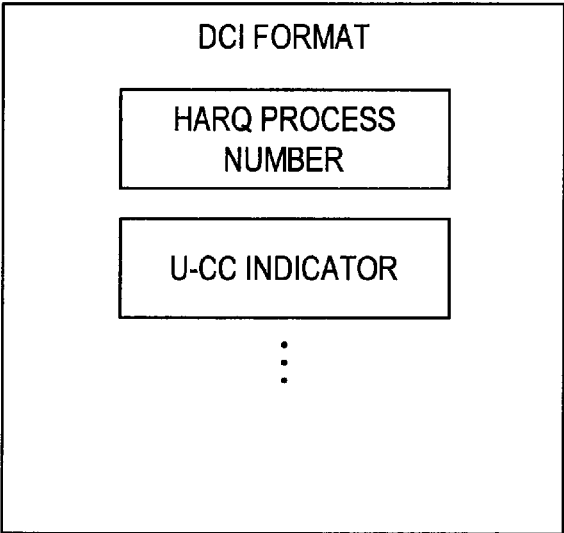 DCI FORMAT
HARQ PROCESS
NUMBER
U-CC INDICATOR